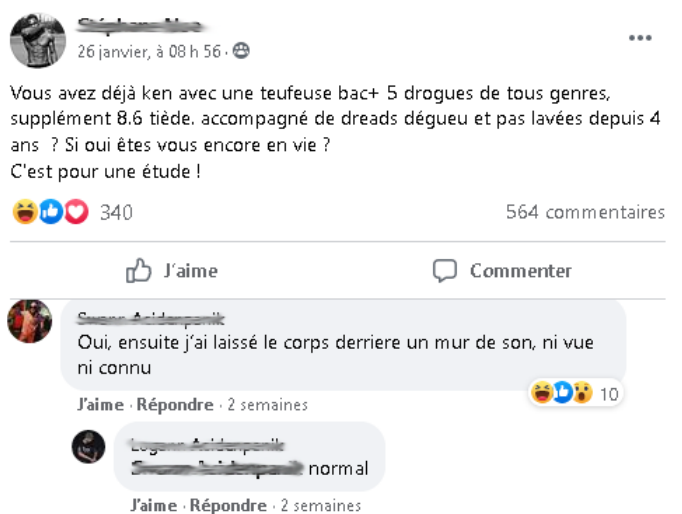 26 janvier, à 08 h 56 ·
Vous avez déjà ken avec une teufeuse bac+ 5 drogues de tous genres,
supplément 8.6 tiède. accompagné de dreads dégueu et pas lavées depuis 4
ans ? Si oui êtes vous encore en vie ?
C'est pour une étude !
340
564 commentaires
J'aime
Commenter
Oui, ensuite j'ai laissé le corps derriere un mur de son, ni vue
ni connu
10
J'aime · Répondre · 2 semaines
normal
J'aime · Répondre · 2 semaines